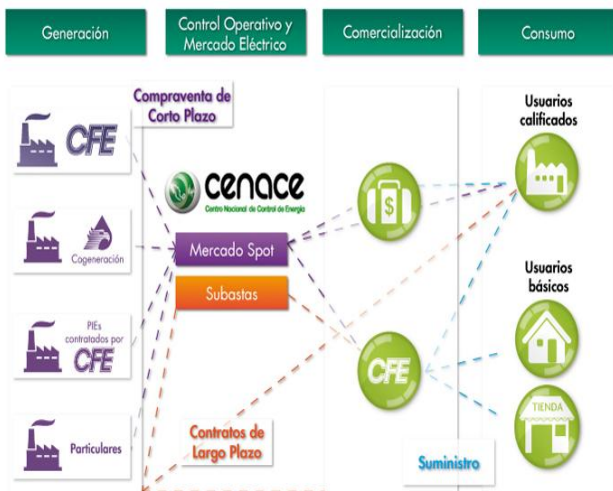 Generación
Control Operativo y
Mercado Eléctrico
Comercialización
Consumo
Compraventa de
Corto Plazo
CFE
Cogeneración
PIEs
contratados por
CFE
Particulares
cenace
Centro Nacional de Control de Energía
Mercado Spot
Subastas
Contratos de
Largo Plazo
$
CFE
Suministro
Usuarios
calificados
Usuarios
básicos
TIENDA